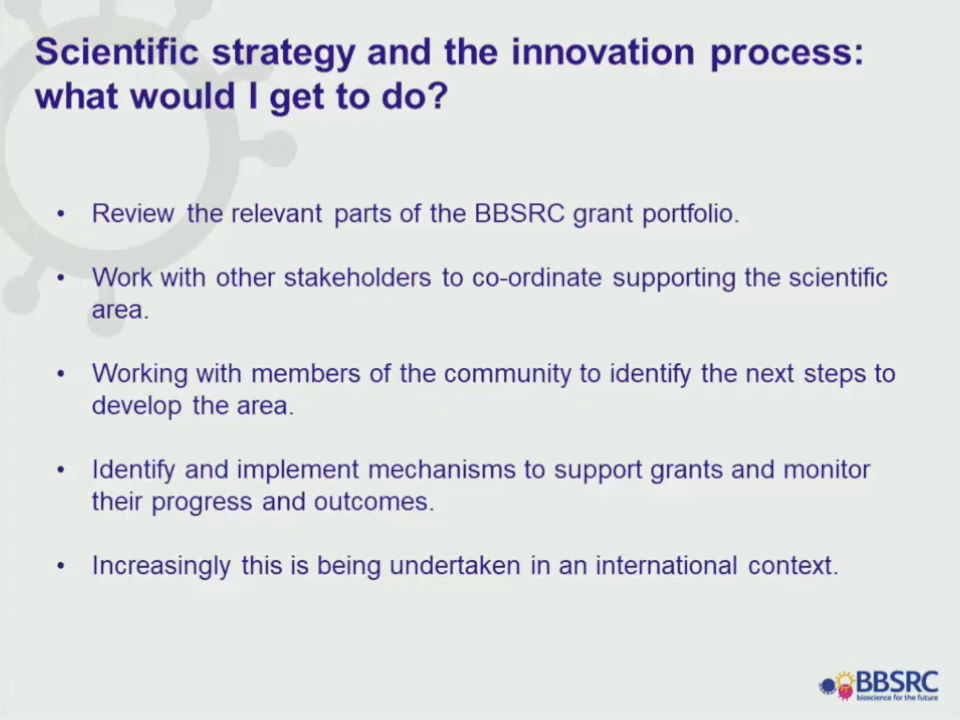 Scientific strategy and the innovation process:
what would I get to do?
• Review the relevant parts of the BBSRC grant portfolio.
• Work with other stakeholders to co-ordinate supporting the scientific
area.
• Working with members of the community to identify the next steps to
develop the area.
• Identify and implement mechanisms to support grants and monitor
their progress and outcomes.
• Increasingly this is being undertaken in an international context.
BBSRC
bioscience for the future